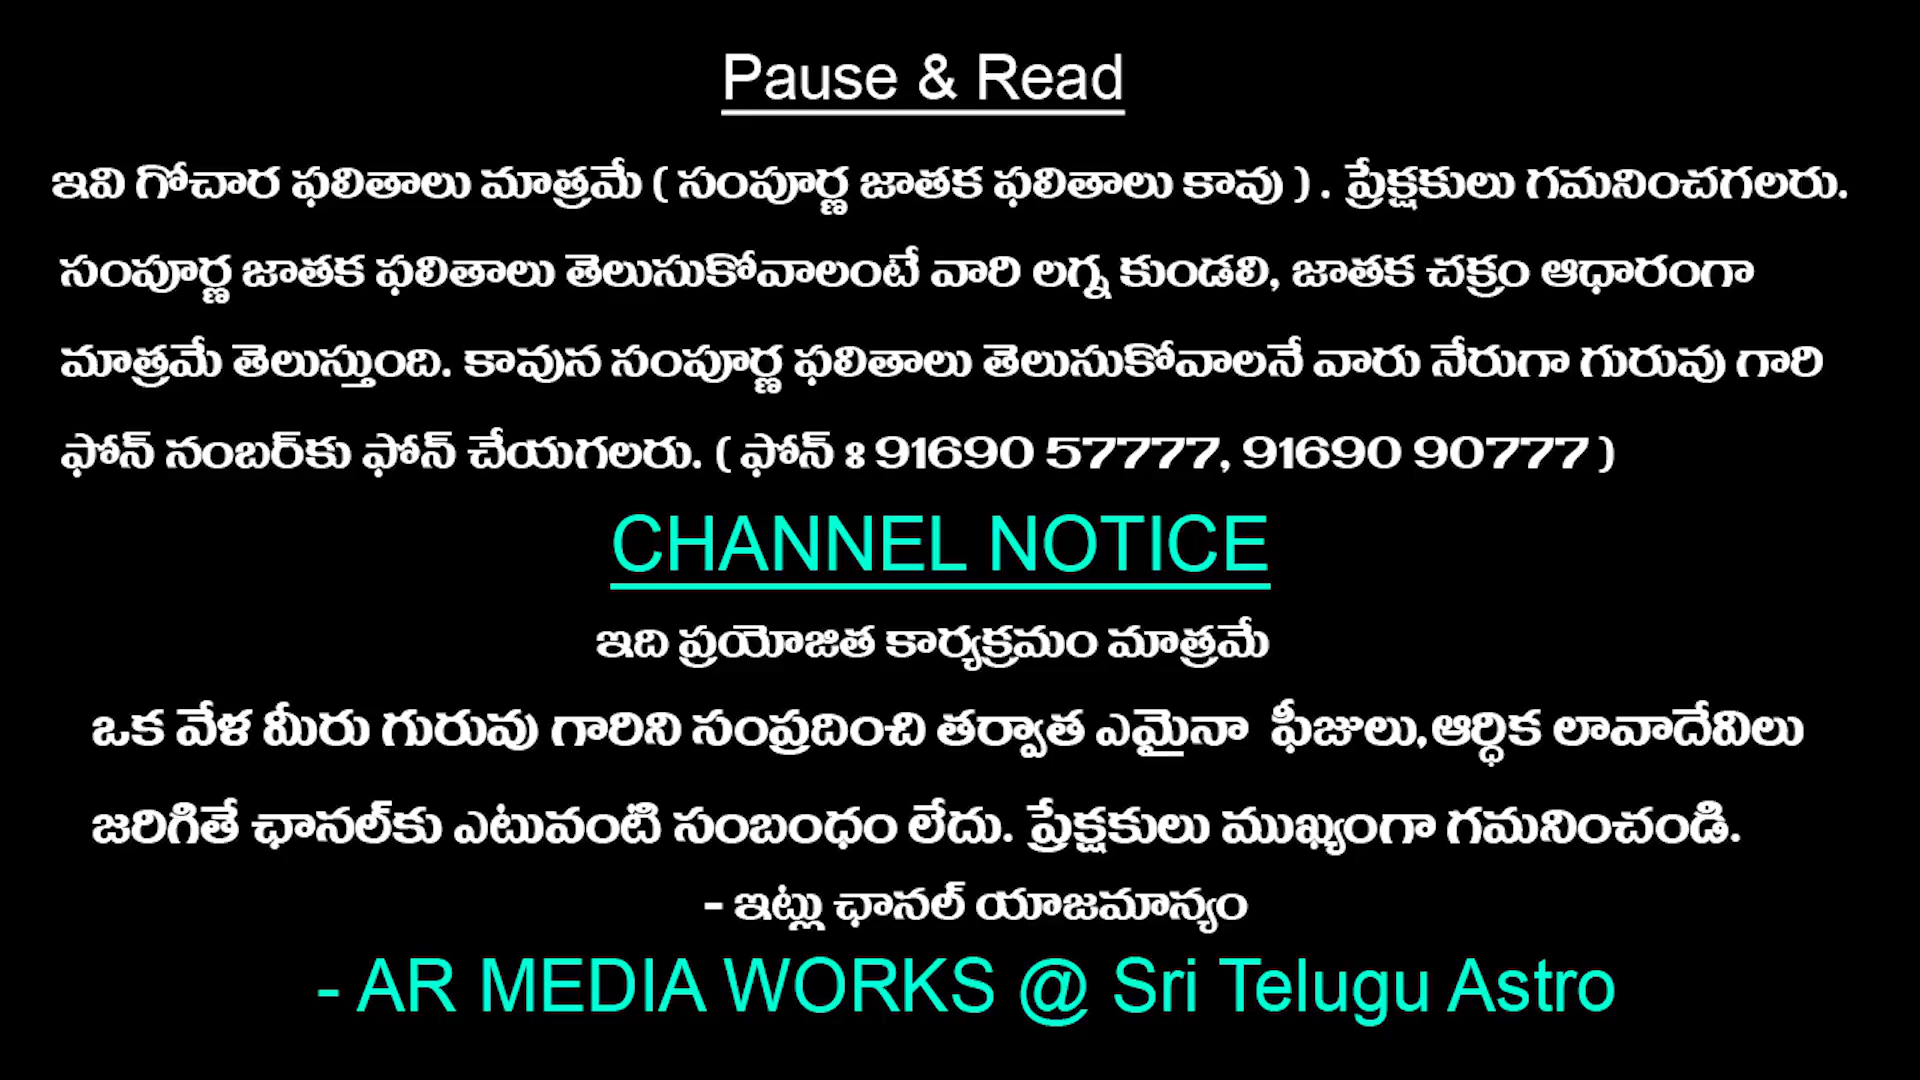 Pause & Read
ఇవి గోచార ఫలితాలు మాత్రమే ( సంపూర్ణ జాతక ఫలితాలు కావు ) . ప్రేక్షకులు గమనించగలరు.
సంపూర్ణ జాతక ఫలితాలు తెలుసుకోవాలంటే వారి లగ్న కుండలి, జాతక చక్రం ఆధారంగా
మాత్రమే తెలుస్తుంది. కావున సంపూర్ణ ఫలితాలు తెలుసుకోవాలనే వారు నేరుగా గురువు గారి
ఫోన్ నంబర్‌కు ఫోన్ చేయగలరు. ( ఫోన్ : 91690 57777, 91690 90777 )
CHANNEL NOTICE
ఇది ప్రయోజిత కార్యక్రమం మాత్రమే
ఒక వేళ మీరు గురువు గారిని సంప్రదించి తర్వాత ఎమైనా ఫీజులు,ఆర్ధిక లావాదేవిలు
జరిగితే ఛానల్‌కు ఎటువంటి సంబంధం లేదు. ప్రేక్షకులు ముఖ్యంగా గమనించండి.
- ఇట్లు ఛానల్ యాజమాన్యం
- AR MEDIA WORKS @ Sri Telugu Astro